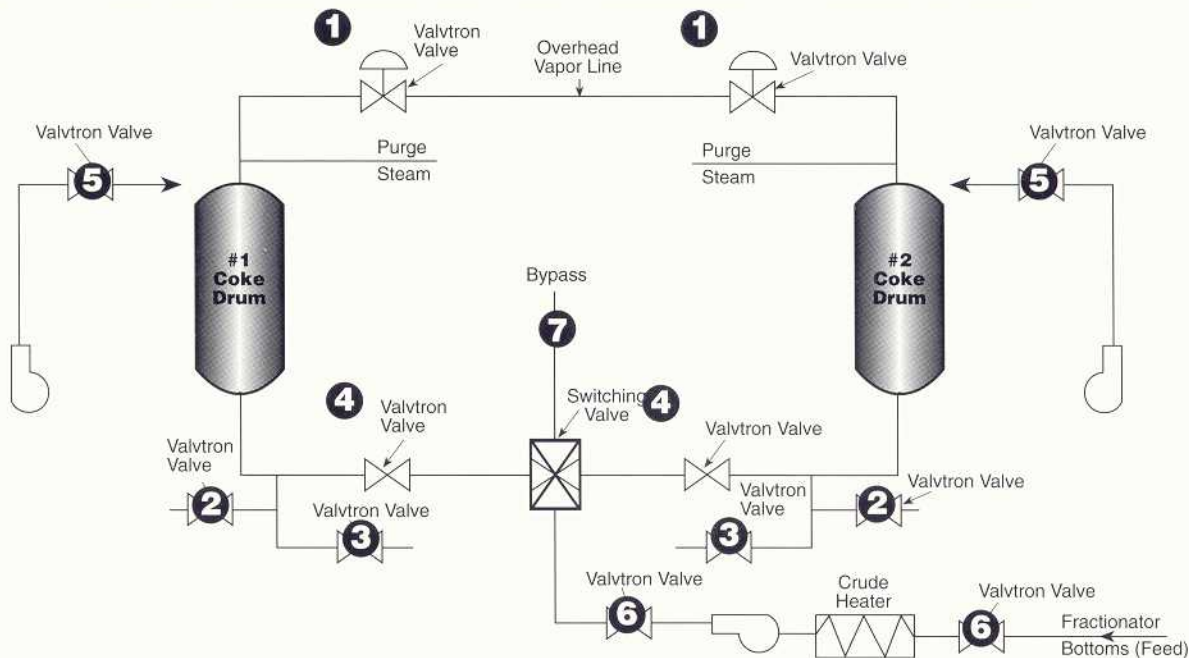 1
1
Valvtron
Valve
Overhead
Vapor Line
Valvtron Valve
Valvtron Valve
Purge
Steam
Purge
Steam
Valvtron Valve
5
5
#1
Coke
Drum
#2
Coke
Drum
Bypass
7
4
Valvtron
Valve
Switching
Valve
4
Valvtron Valve
Valvtron
Valve
2
Valvtron Valve
3
Valvtron
Valve
3
2
Valvtron Valve
Valvtron Valve
6
Crude
Heater
Valvtron Valve
6
Fractionator
Bottoms (Feed)